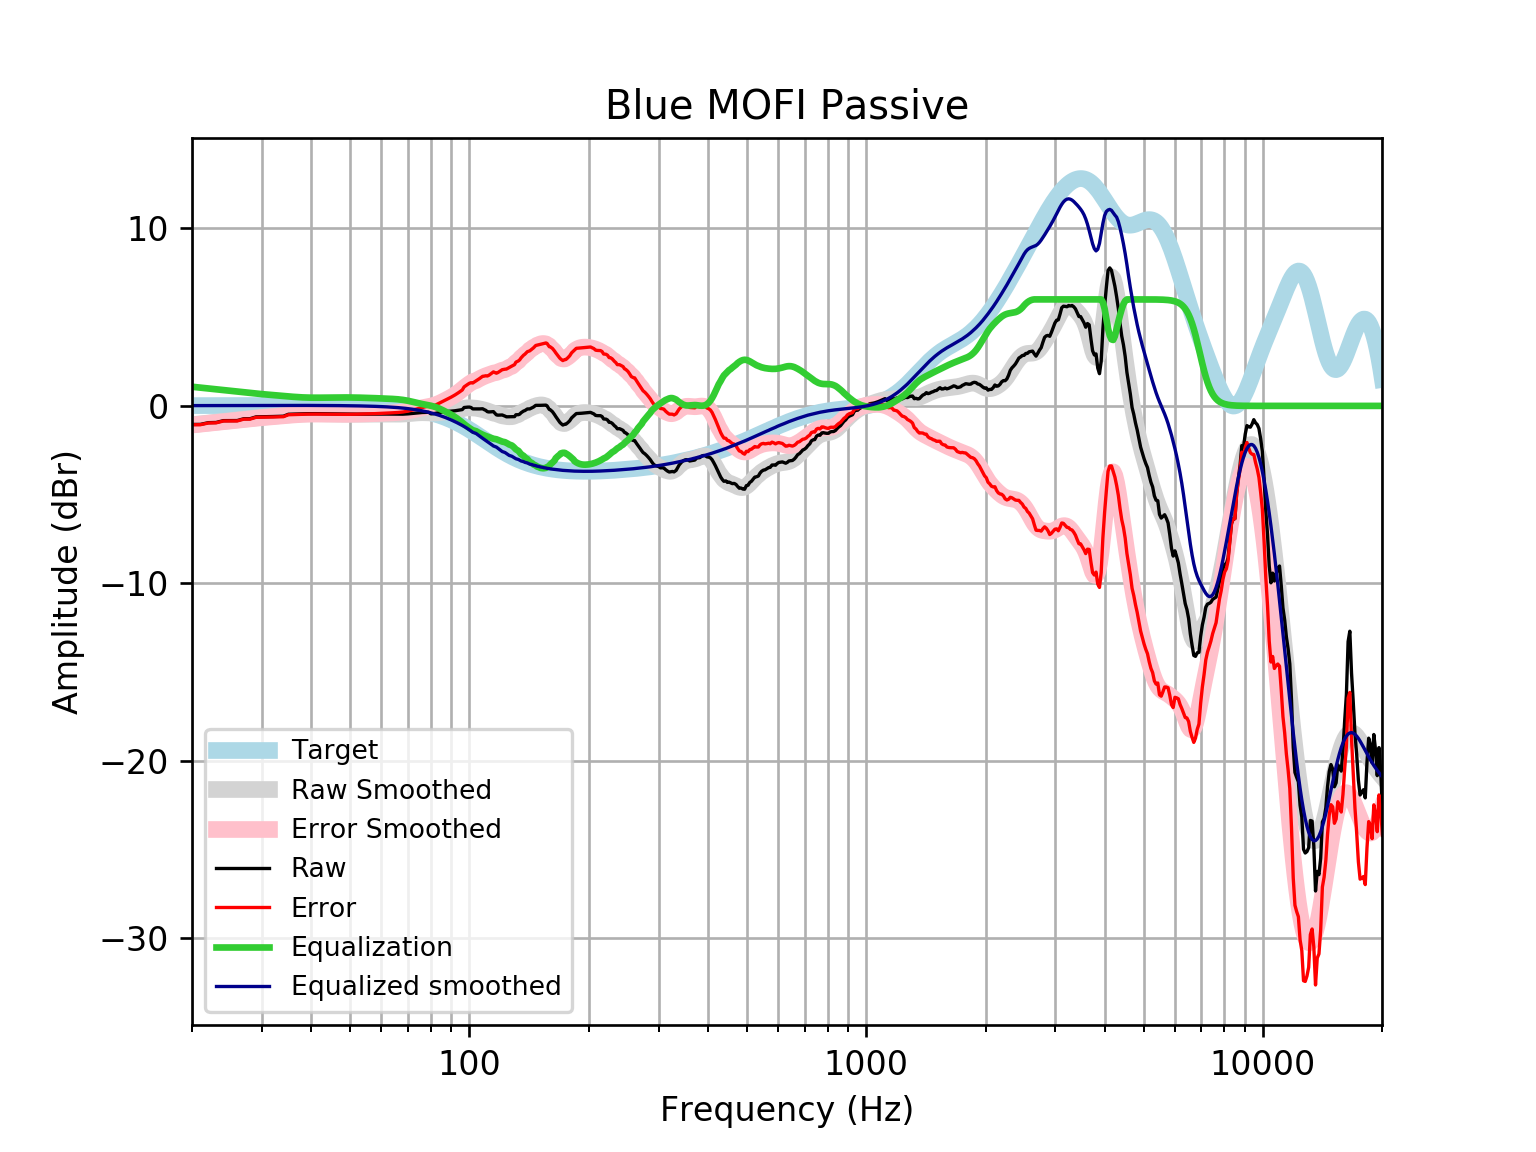 Blue MOFI Passive
Amplitude (dBr)
10
0
−10
−20
−30
Target
Raw Smoothed
Error Smoothed
Raw
Error
Equalization
Equalized smoothed
100
1000
10000
Frequency (Hz)